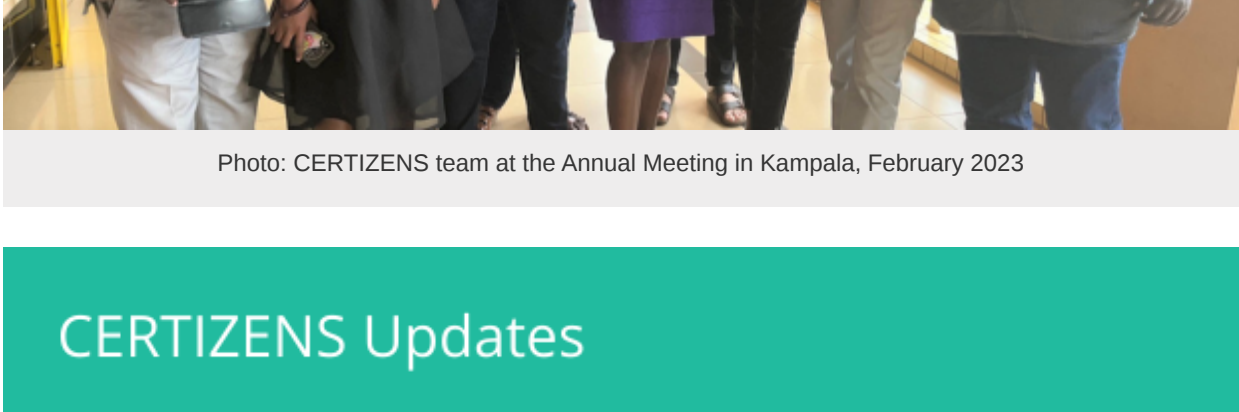 Photo: CERTIZENS team at the Annual Meeting in Kampala, February 2023
CERTIZENS Updates